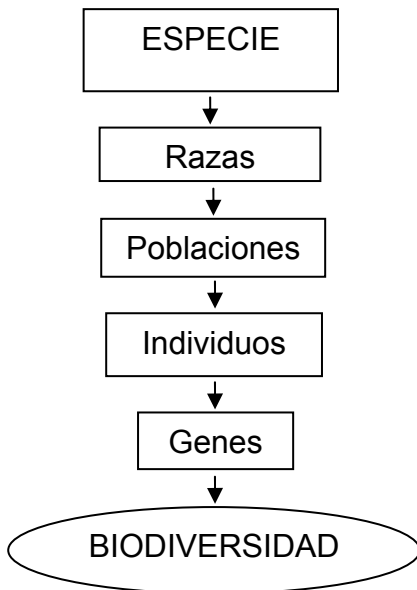 ESPECIE
Razas
Poblaciones
Individuos
Genes
BIODIVERSIDAD